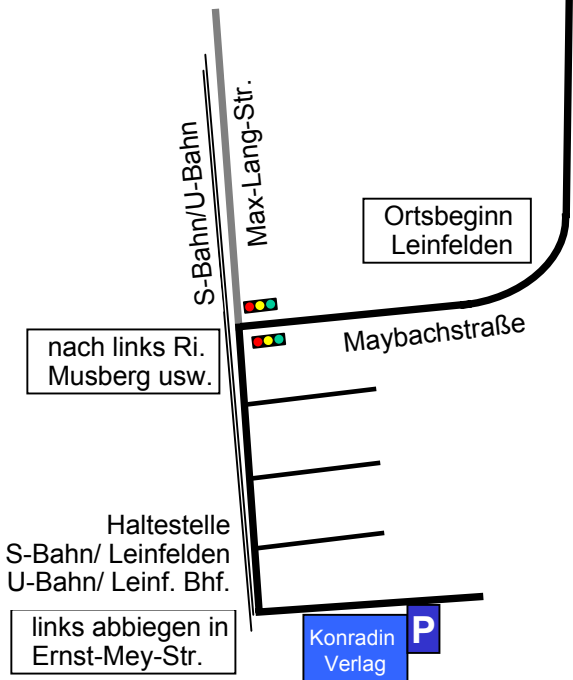 S-Bahn/U-Bahn
Max-Lang-Str.
Ortsbeginn
Leinfelden
Maybachstraße
nach links Ri.
Musberg usw.
Haltestelle
S-Bahn/ Leinfelden
U-Bahn/ Leinf. Bhf.
links abbiegen in
Ernst-Mey-Str.
Konradin
Verlag
P